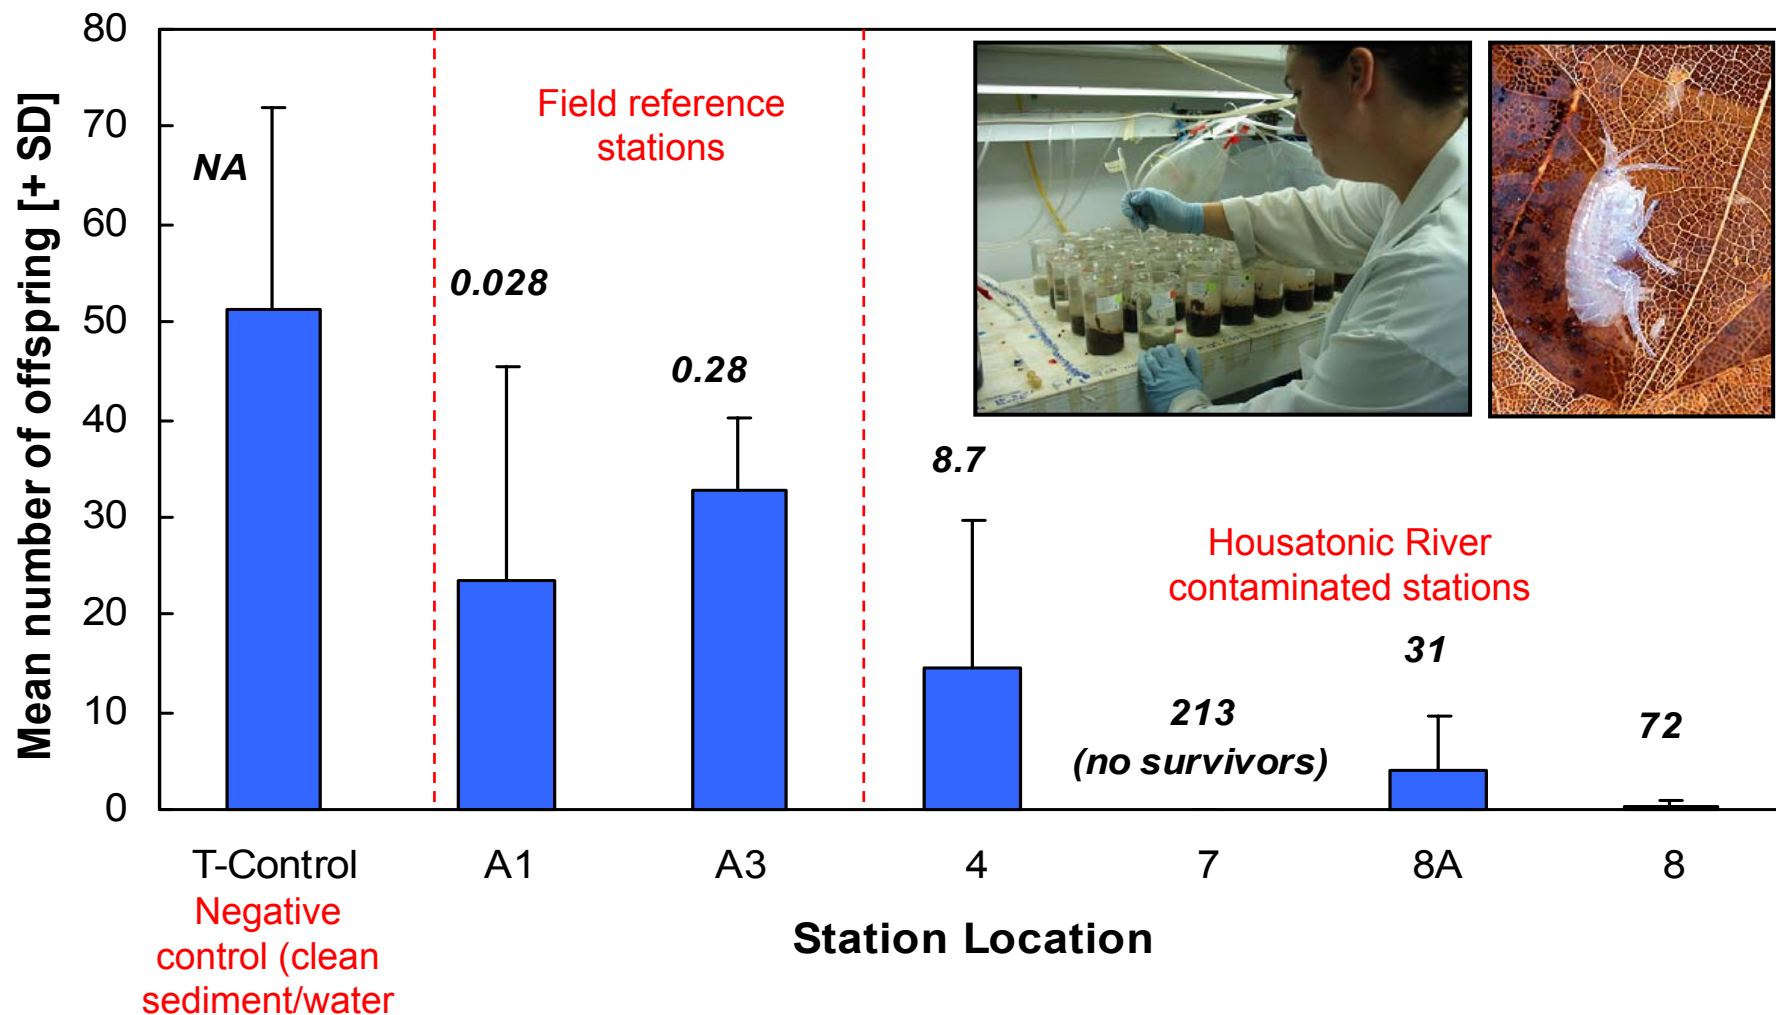 Mean number of offspring [+ SD]
80
70
60
50
40
30
20
10
0
NA
Field reference
stations
0.028
0.28
8.7
Housatonic River
contaminated stations
213
(no survivors)
31
72
T-Control
A1
A3
4
7
8A
8
Negative
control (clean
sediment/water
Station Location